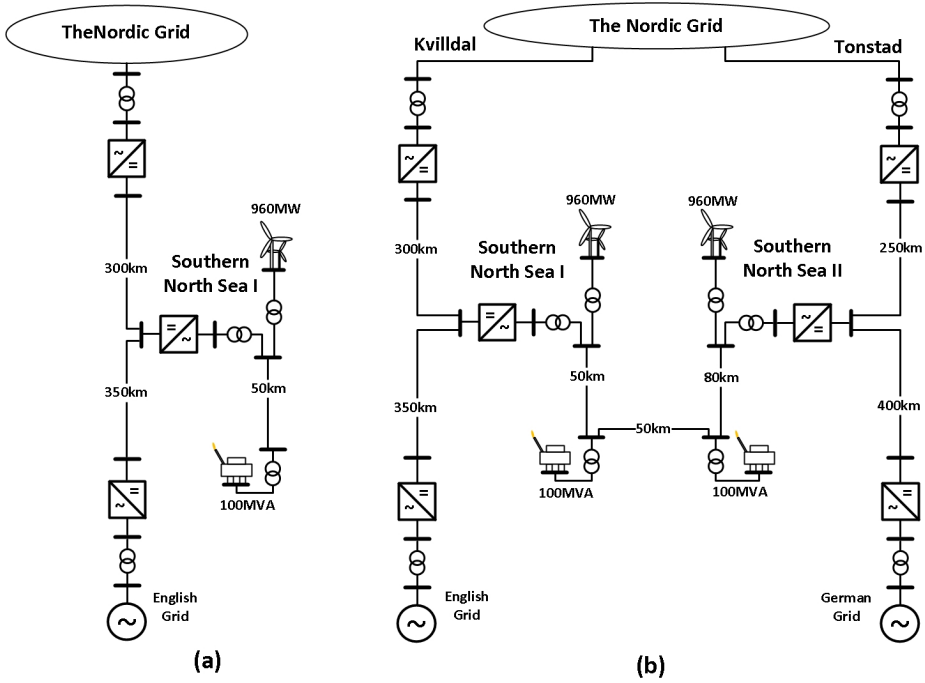 TheNordic Grid
300km
Southern
North Sea I
960MW
350km
50km
100MVA
English
Grid
(a)
The Nordic Grid
Kvilldal
Tonstad
300km
Southern
North Sea I
960MW
960MW
Southern
North Sea II
250km
350km
50km
80km
400km
50km
100MVA
100MVA
English
Grid
German
Grid
(b)